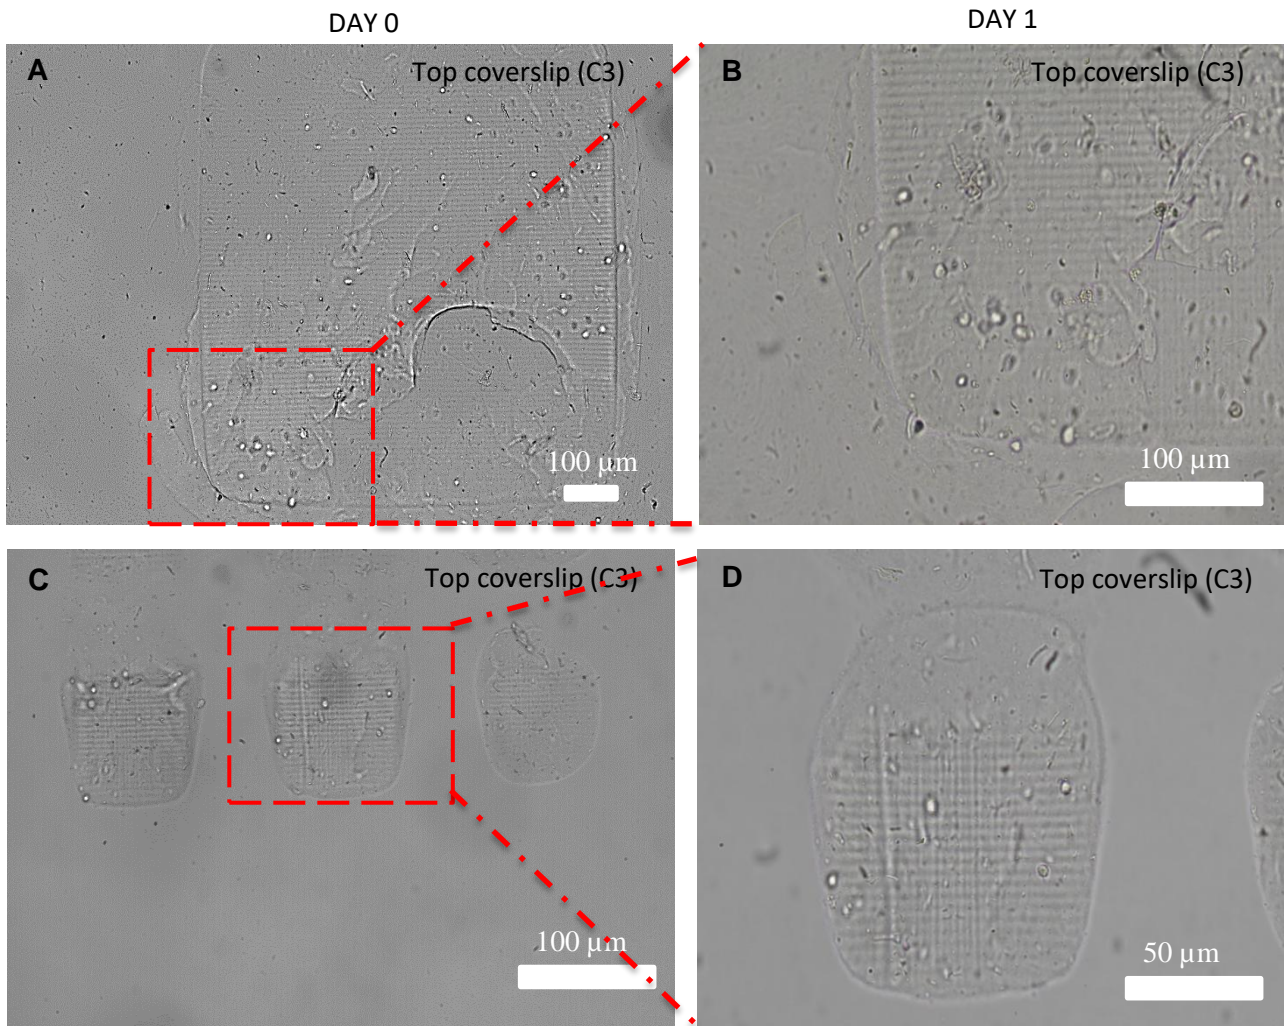 DAY 0
DAY 1
A
Top coverslip (C3)
100 µm
B
Top coverslip (C3)
100 µm
C
Top coverslip (C3)
100 µm
D
Top coverslip (C3)
50 µm